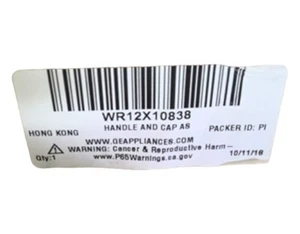 WR12X10838
HANDLE AND CAP AS
HONG KONG
PACKER ID: PI
WWW.GEAPPLIANCES.COM
WARNING: Cancer & Reproductive Harm-
Qty:1
www.P65Warnings.ca.gov
10/11/18